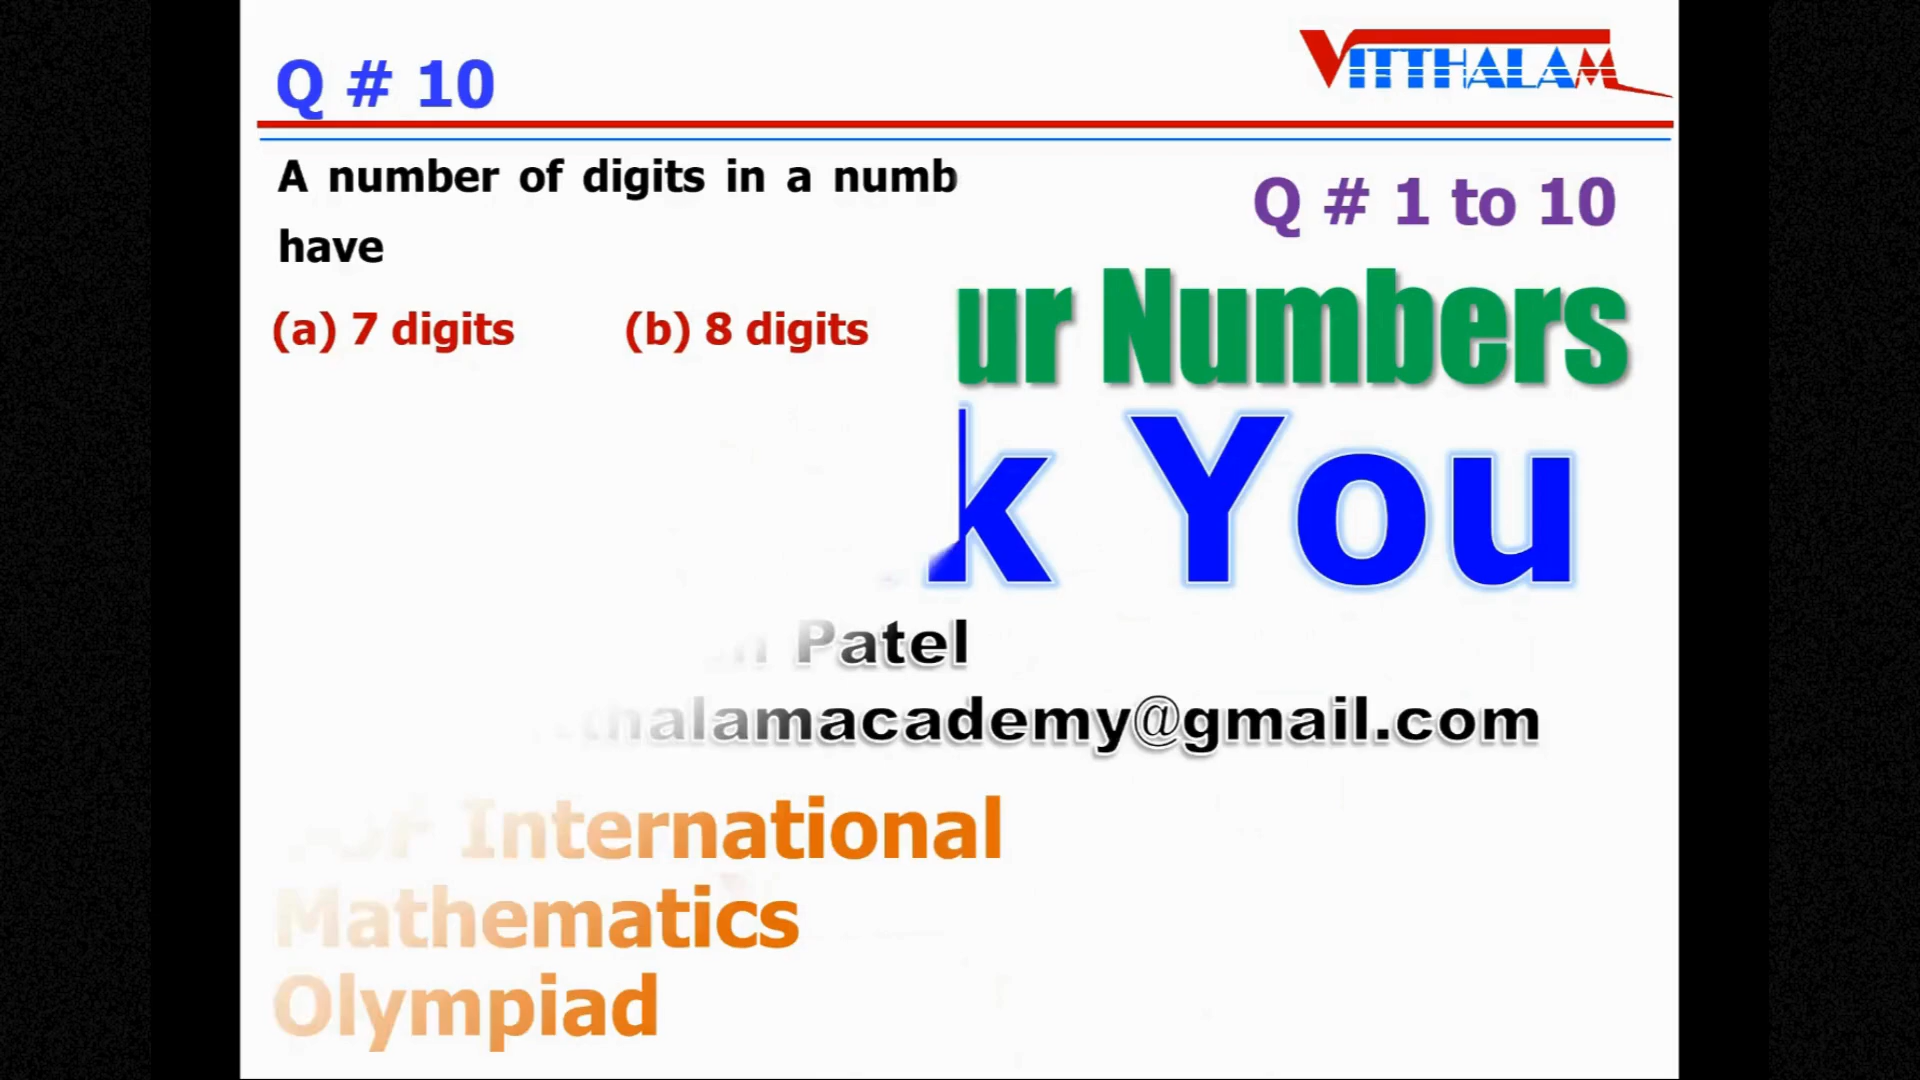 Q # 10
VITTHALAM
A number of digits in a numb
have
Q # 1 to 10
(a) 7 digits (b) 8 digits
ur Numbers
k You
Patel
thalamacademy@gmail.com
International
Mathematics
Olympiad